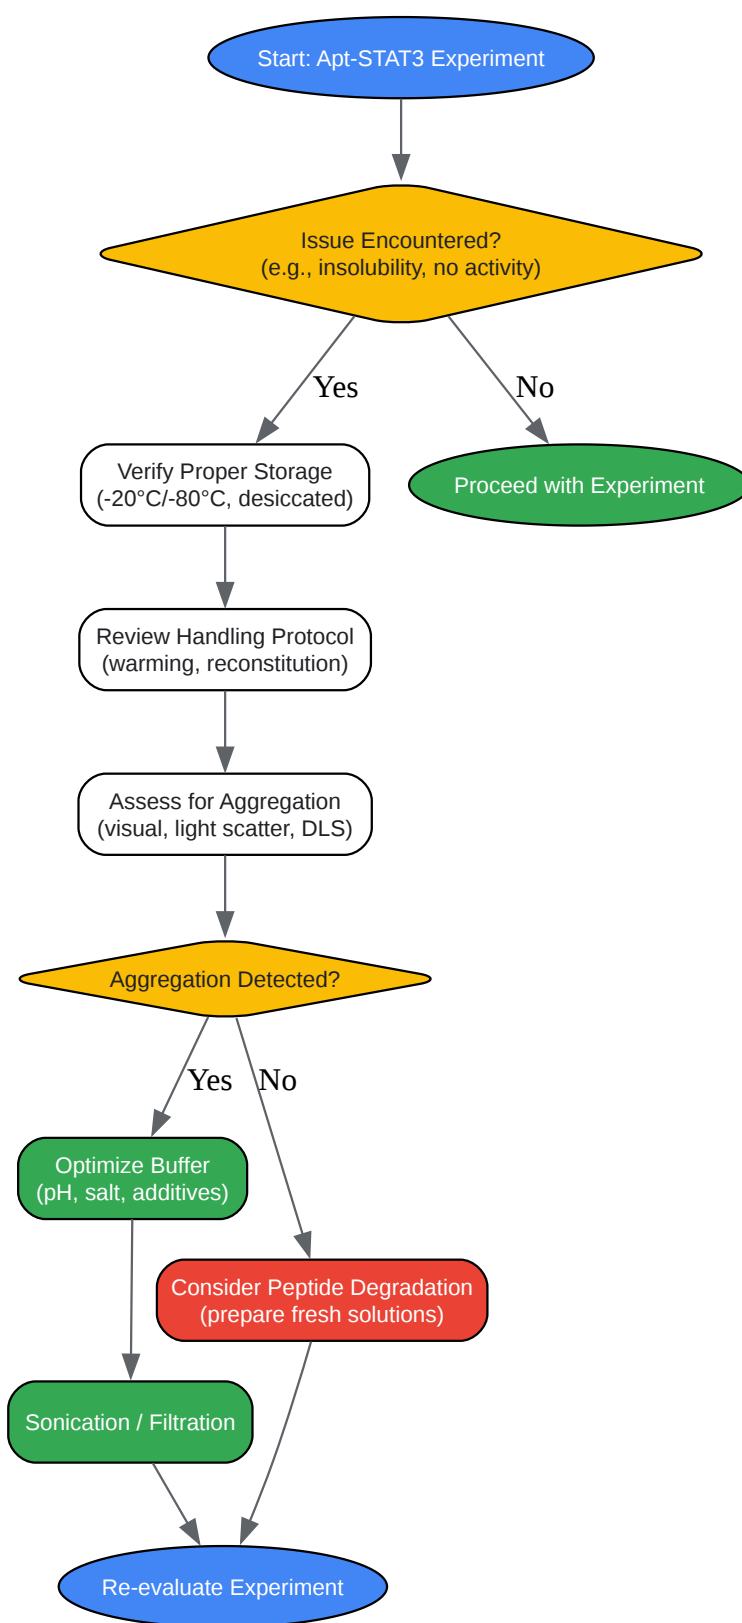 Start: Apt-STAT3 Experiment
Issue Encountered?
(e.g., insolubility, no activity)
Yes
No
Verify Proper Storage
(-20°C/-80°C, desiccated)
Proceed with Experiment
Review Handling Protocol
(warming, reconstitution)
Assess for Aggregation
(visual, light scatter, DLS)
Aggregation Detected?
Yes
No
Optimize Buffer
(pH, salt, additives)
Consider Peptide Degradation
(prepare fresh solutions)
Sonication / Filtration
Re-evaluate Experiment